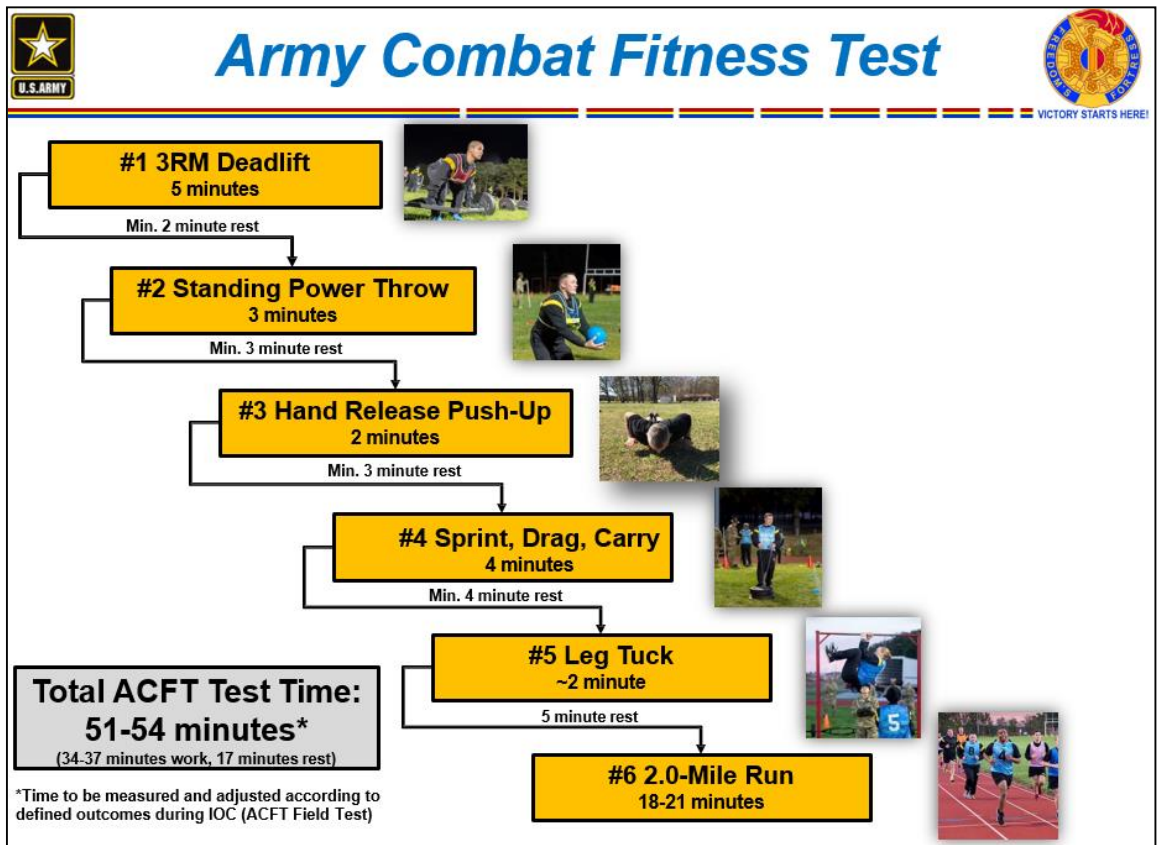 U.S.ARMY
Army Combat Fitness Test
FREEDOM'S FORTRESS
VICTORY STARTS HERE!
#1 3RM Deadlift
5 minutes
Min. 2 minute rest
#2 Standing Power Throw
3 minutes
Min. 3 minute rest
#3 Hand Release Push-Up
2 minutes
Min. 3 minute rest
#4 Sprint, Drag, Carry
4 minutes
Min. 4 minute rest
#5 Leg Tuck
~2 minute
5
5 minute rest
#6 2.0-Mile Run
18-21 minutes
4
Total ACFT Test Time:
51-54 minutes*
(34-37 minutes work, 17 minutes rest)
*Time to be measured and adjusted according to
defined outcomes during IOC (ACFT Field Test)